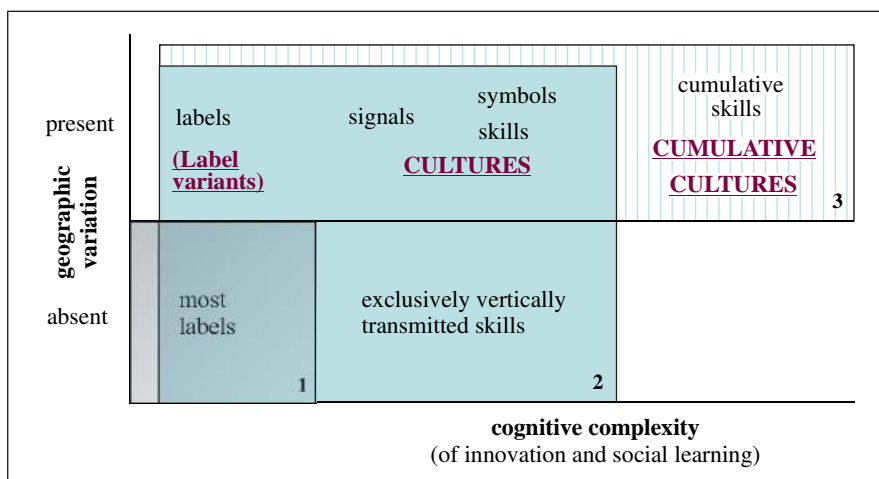 present
geographic
variation
absent
labels
(Label
variants)
signals
symbols
skills
CULTURES
cumulative
skills
CUMULATIVE
CULTURES
3
most
labels
1
exclusively vertically
transmitted skills
2
cognitive complexity
(of innovation and social learning)